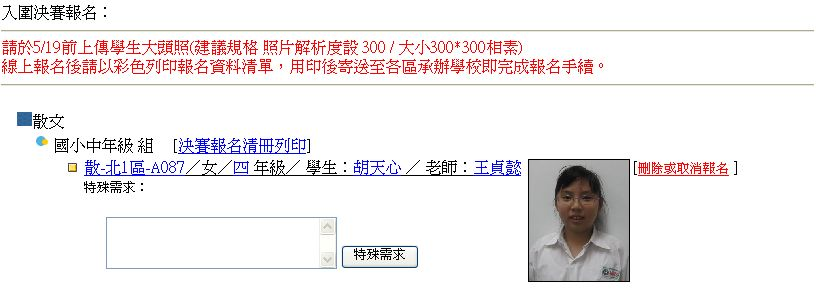 入圍決賽報名：
請於5/19前上傳學生大頭照(建議規格 照片解析度設 300 / 大小300*300相素)
線上報名後請以彩色列印報名資料清單，用印後寄送至各區承辦學校即完成報名手續。
散文
國小中年級 組 [決賽報名清冊列印]
散-北1區-A087／女／四 年級／ 學生：胡天心 ／ 老師：王貞懿 [刪除或取消報名 ]
特殊需求：
特殊需求